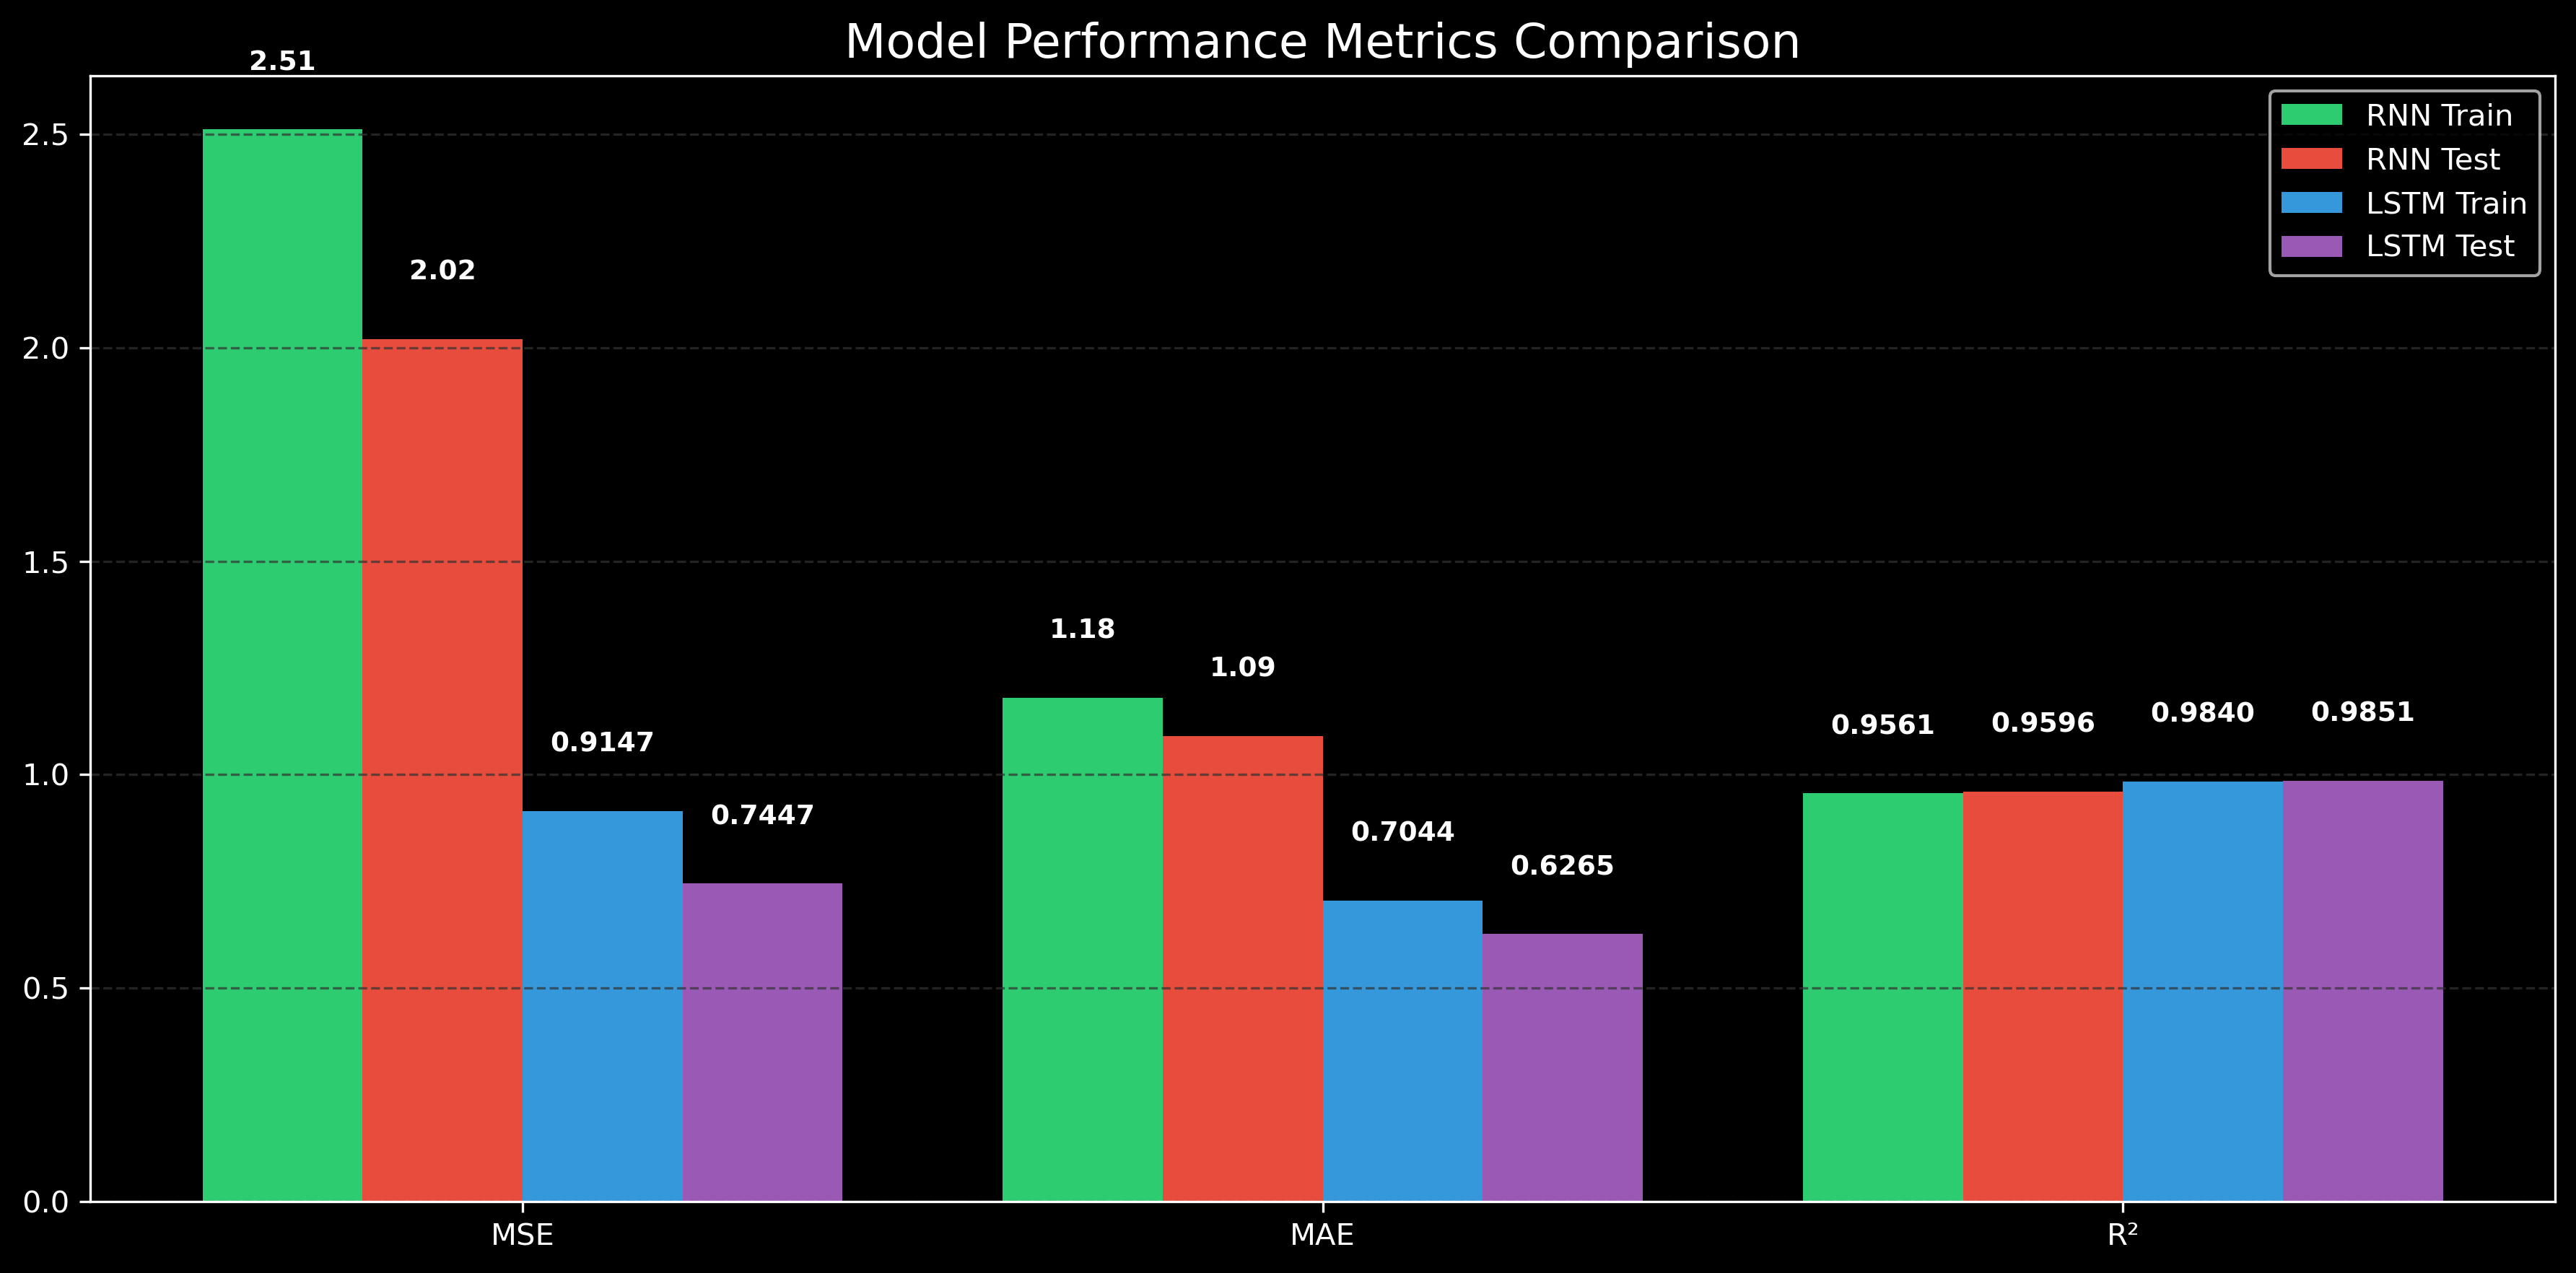 Model Performance Metrics Comparison
2.51
2.5
2.02
2.0
1.5
1.18
1.09
0.9147
0.7447
1.0
0.7044
0.6265
0.9561
0.9596
0.9840
0.9851
0.5
0.0
MSE
MAE
R²
RNN Train
RNN Test
LSTM Train
LSTM Test